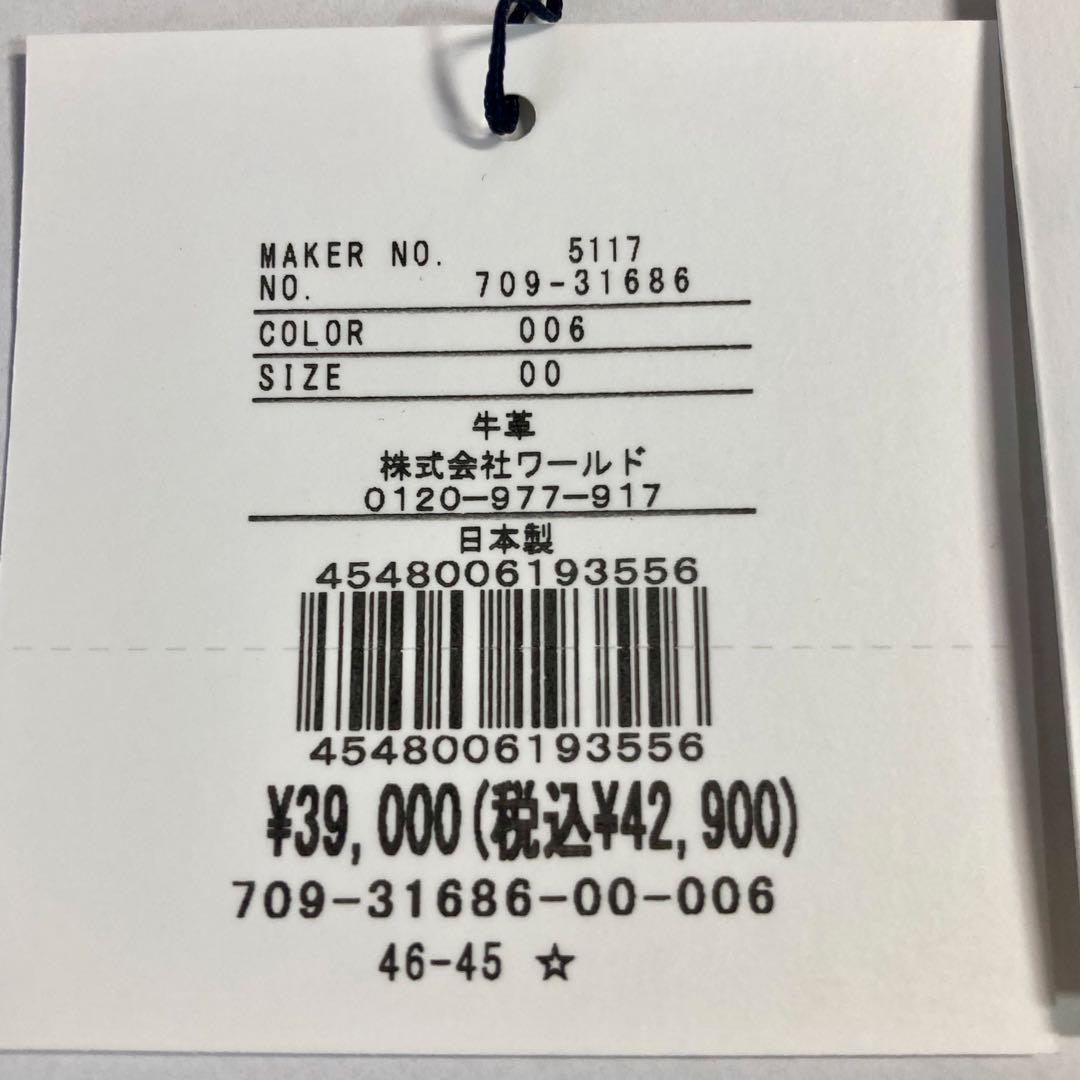 MAKER NO. 5117
NO. 709-31686
COLOR 006
SIZE 00
牛革
株式会社ワールド
0120-977-917
日本製
4548006193556
4548006193556
¥39,000(税込¥42,900)
709-31686-00-006
46-45 ☆